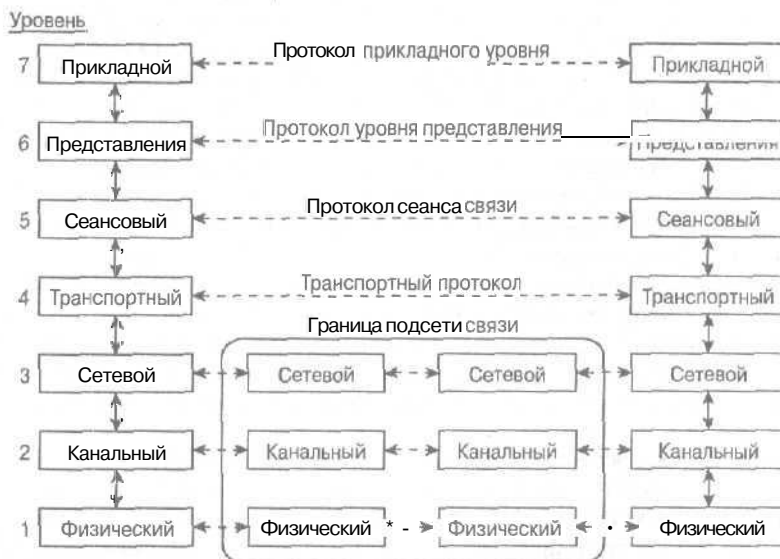 Уровень
7 Прикладной Протокол прикладного уровня Прикладной
6 Представления Протокол уровня представления Представления
5 Сеансовый Протокол сеанса связи Сеансовый
4 Транспортный Транспортный протокол Транспортный
Граница подсети связи
3 Сетевой Сетевой Сетевой Сетевой
2 Канальный Канальный Канальный Канальный
1 Физический Физический Физический Физический